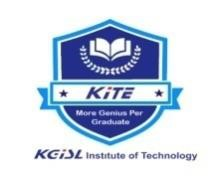 KiTE
More Genius Per
Graduate
KGiSL Institute of Technology